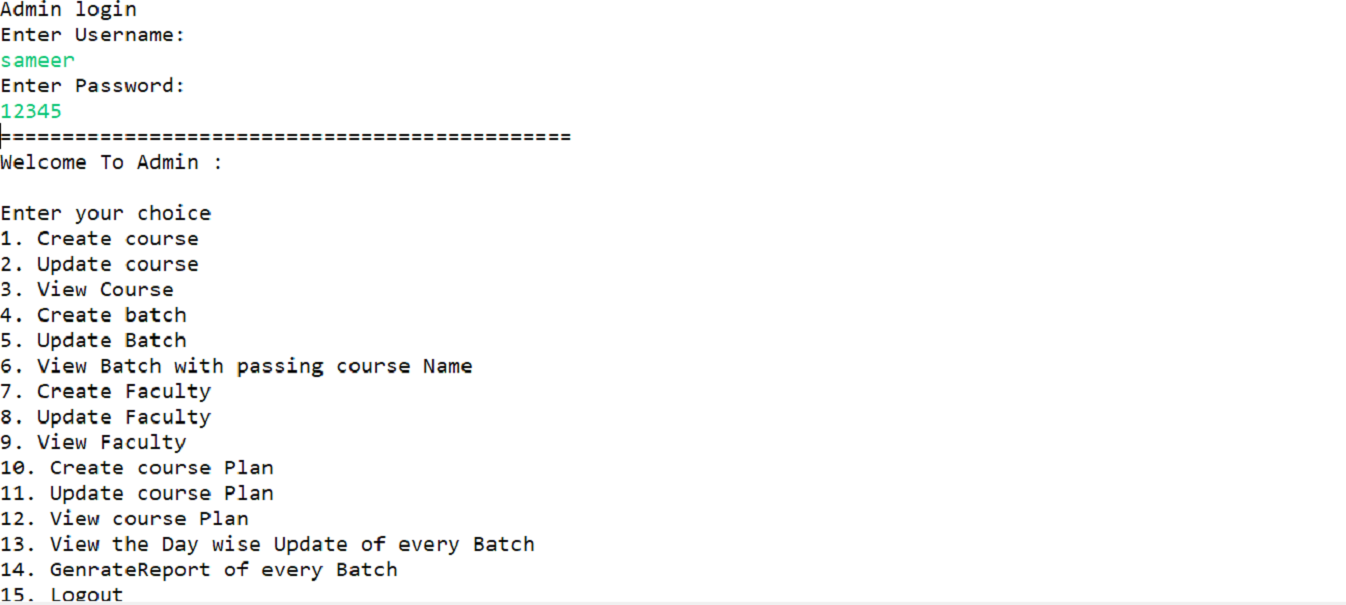 Admin login
Enter Username:
sameer
Enter Password:
12345
==============================================
Welcome To Admin :
Enter your choice
1. Create course
2. Update course
3. View Course
4. Create batch
5. Update Batch
6. View Batch with passing course Name
7. Create Faculty
8. Update Faculty
9. View Faculty
10. Create course Plan
11. Update course Plan
12. View course Plan
13. View the Day wise Update of every Batch
14. GenrateReport of every Batch
15. Logout